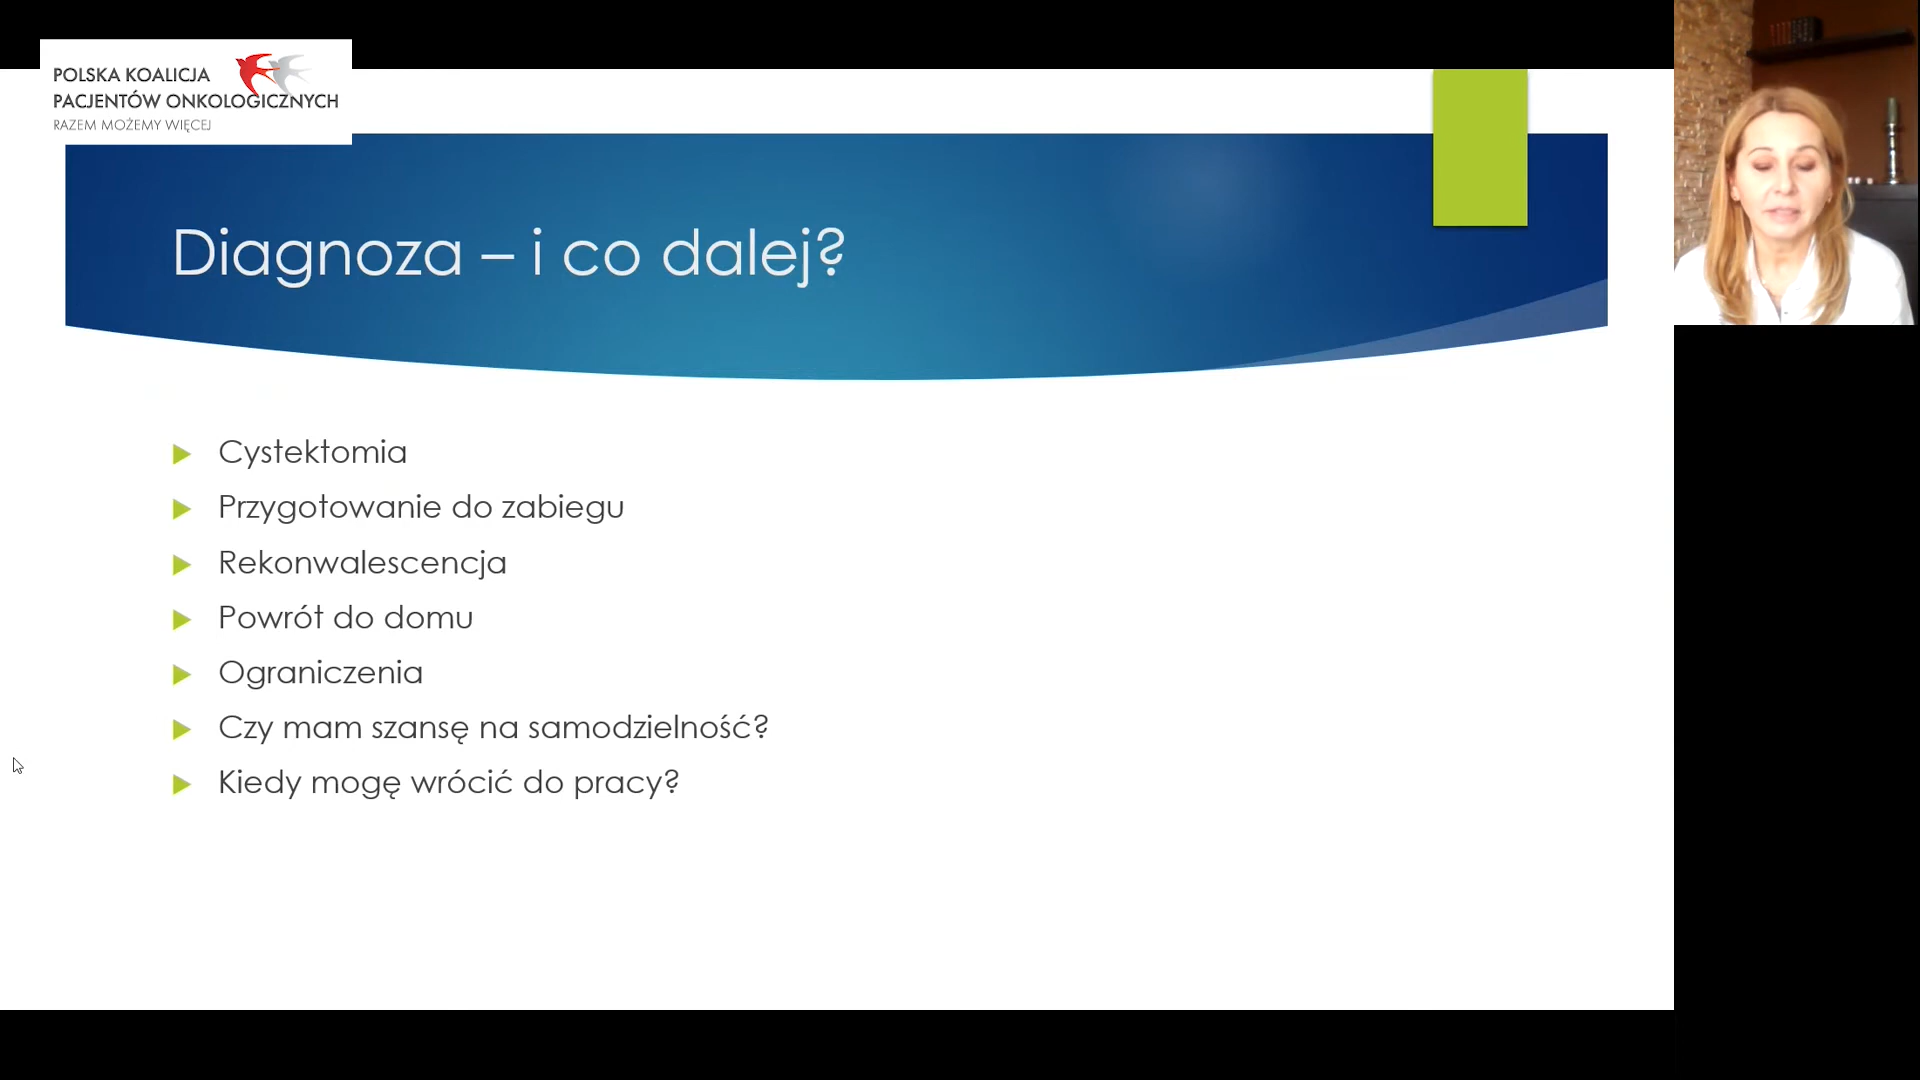 POLSKA KOALICJA
PACJENTÓW ONKOLOGICZNYCH
RAZEM MOŻEMY WIĘCEJ
Diagnoza – i co dalej?
Cystektomia
Przygotowanie do zabiegu
Rekonwalescencja
Powrót do domu
Ograniczenia
Czy mam szansę na samodzielność?
Kiedy mogę wrócić do pracy?